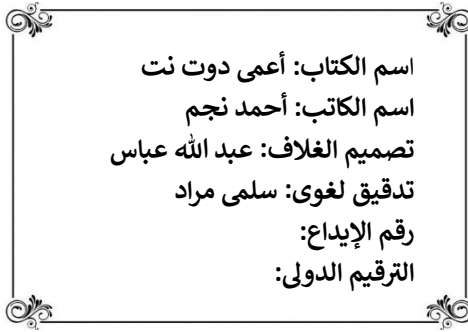 اسم الكتاب: أعمى دوت نت
اسم الكاتب: أحمد نجم
تصميم الغلاف: عبد الله عباس
تدقيق لغوى: سلمى مراد
رقم الإيداع:
الترقيم الدولى: